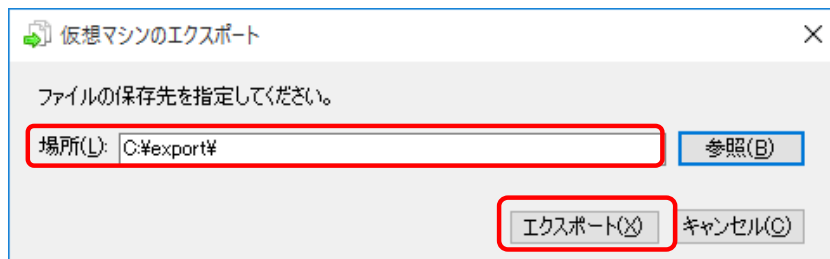 仮想マシンのエクスポート
ファイルの保存先を指定してください。
場所(L): C:¥export¥ 参照(B)
エクスポート(X) キャンセル(C)